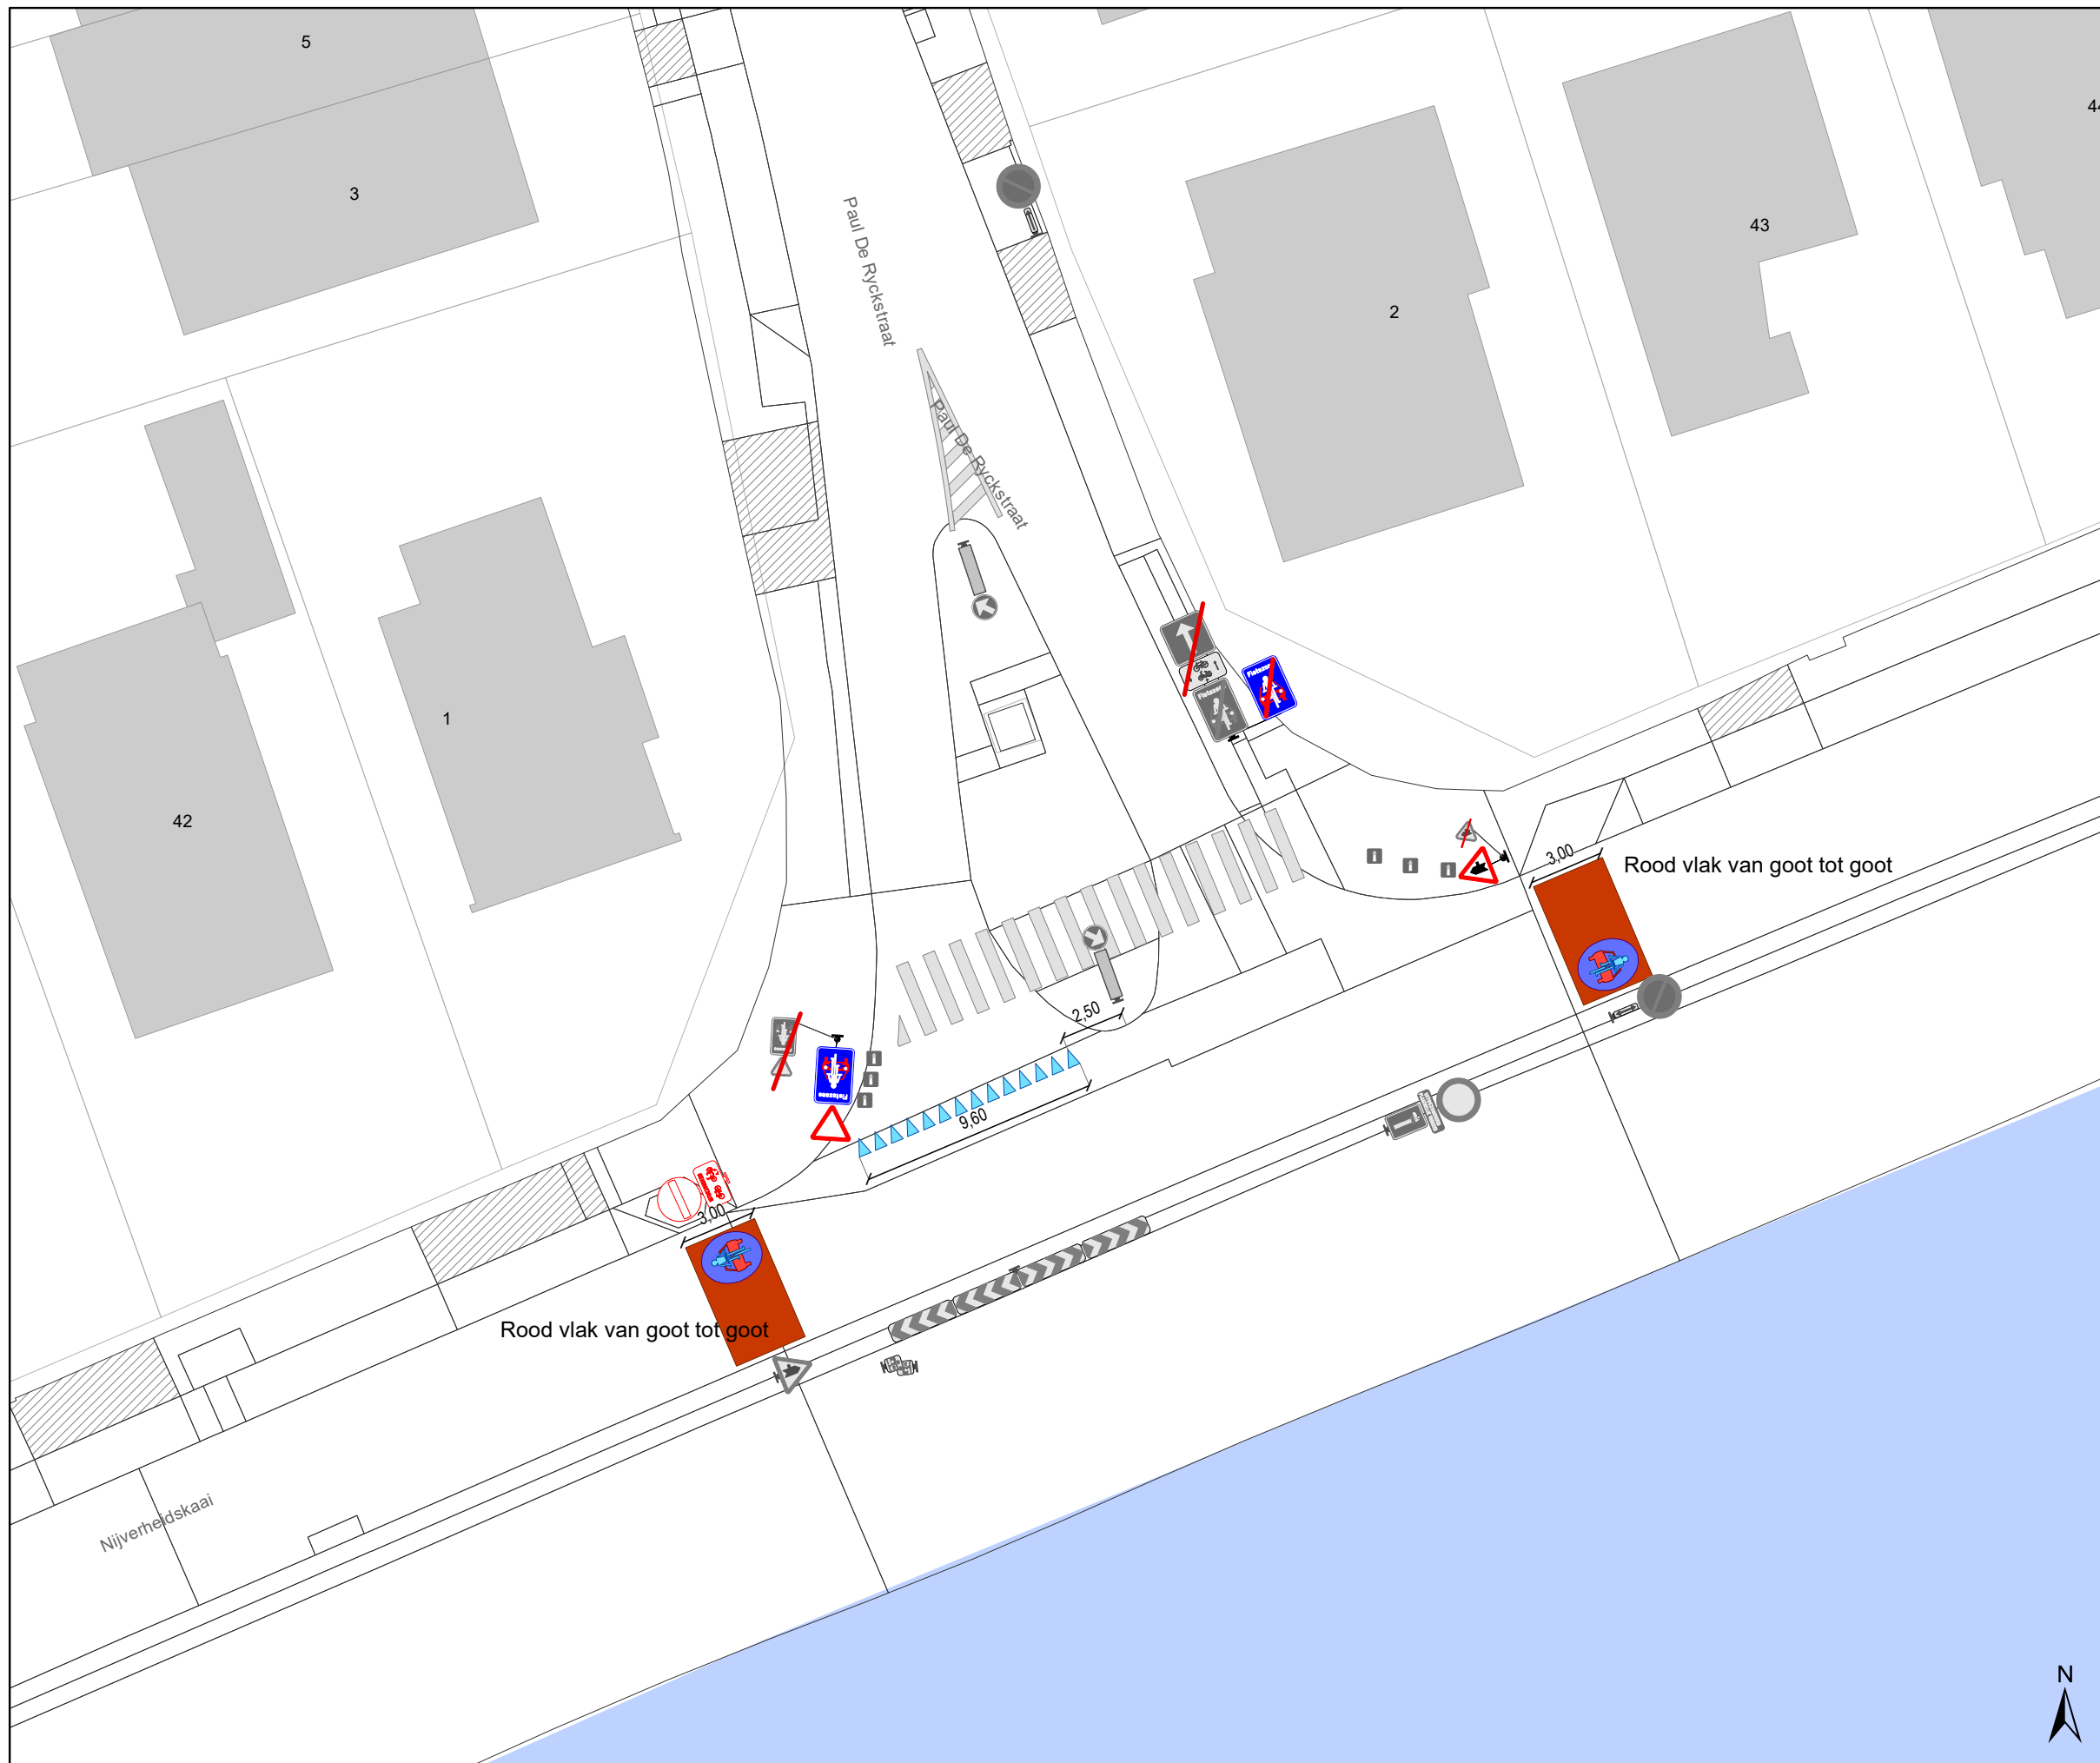 5
44
3
43
2
Paul De Ryckstraat
Paul De Ryckstraat
1
42
3,00
Rood vlak van goot tot goot
2,50
9,60
Fietszone
3,00
Rood vlak van goot tot goot
Nijverheidskaai
N